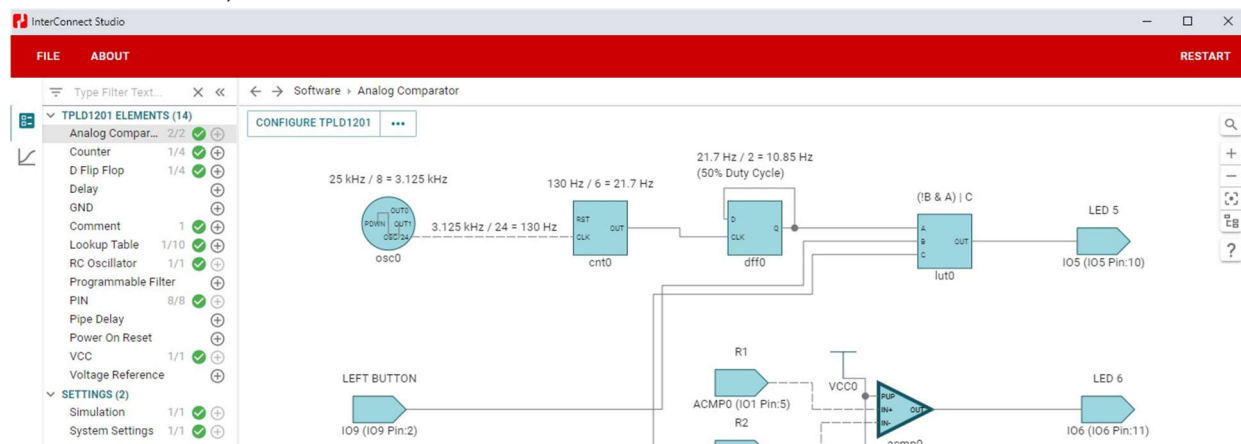 InterConnect Studio
FILE ABOUT RESTART
Type Filter Text...
Software › Analog Comparator
TPLD1201 ELEMENTS (14)
Analog Compar... 2/2
Counter 1/4
D Flip Flop 1/4
Delay
GND
Comment 1
Lookup Table 1/10
RC Oscillator 1/1
Programmable Filter
PIN 8/8
Pipe Delay
Power On Reset
VCC 1/1
Voltage Reference
SETTINGS (2)
Simulation 1/1
System Settings 1/1
CONFIGURE TPLD1201 •••
25 kHz / 8 = 3.125 kHz
PDWN
OUT0
OUT1
OSC/24
osc0
3.125 kHz / 24 = 130 Hz
130 Hz / 6 = 21.7 Hz
RST
CLK
OUT
cnt0
21.7 Hz / 2 = 10.85 Hz
(50% Duty Cycle)
D
Q
CLK
dff0
(!B & A) | C
A
B
C
OUT
lut0
LED 5
IO5 (IO5 Pin:10)
LEFT BUTTON
IO9 (IO9 Pin:2)
R1
ACMP0 (IO1 Pin:5)
R2
VCC0
PUP
IN+
IN-
OUT
acmp0
LED 6
IO6 (IO6 Pin:11)